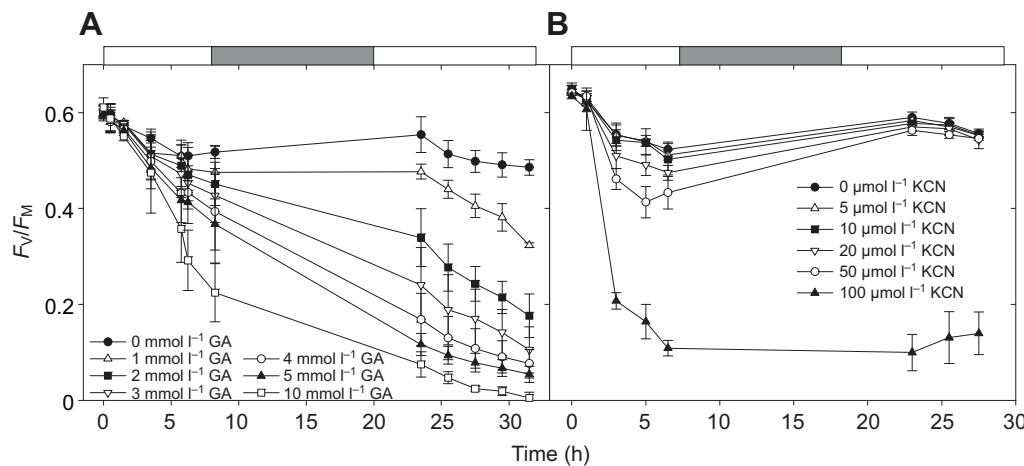 A
B
0.6
0.4
0.2
0
F_V/F_M
0 mmol l⁻¹ GA
1 mmol l⁻¹ GA
2 mmol l⁻¹ GA
3 mmol l⁻¹ GA
4 mmol l⁻¹ GA
5 mmol l⁻¹ GA
10 mmol l⁻¹ GA
0 µmol l⁻¹ KCN
5 µmol l⁻¹ KCN
10 µmol l⁻¹ KCN
20 µmol l⁻¹ KCN
50 µmol l⁻¹ KCN
100 µmol l⁻¹ KCN
0 5 10 15 20 25 30 0 5 10 15 20 25 30
Time (h)